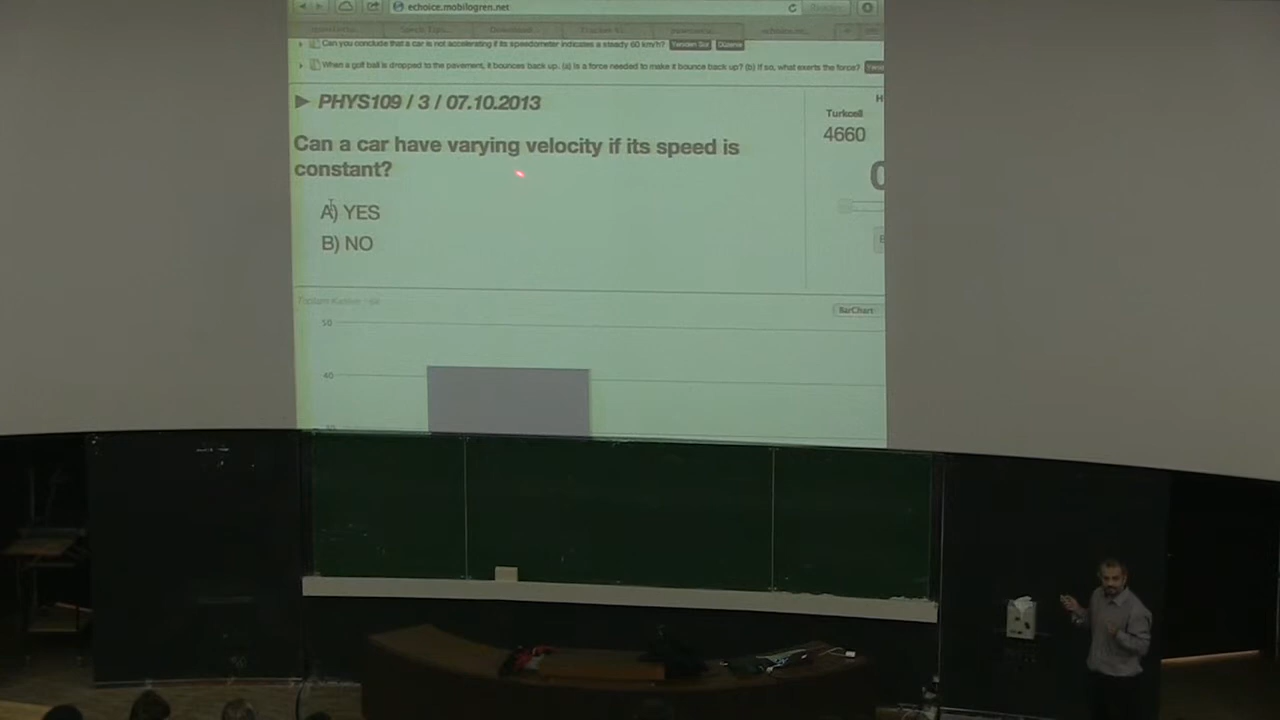 echoice.mobilogren.net
Can you conclude that a car is not accelerating if its speedometer indicates a steady 60 km/h? Yeniden Sor Düzenle
When a golf ball is dropped to the pavement, it bounces back up. (a) Is a force needed to make it bounce back up? (b) If so, what exerts the force?
PHYS109 / 3 / 07.10.2013
Can a car have varying velocity if its speed is
constant?
A) YES
B) NO
Turkcell
4660
BarChart
50
40